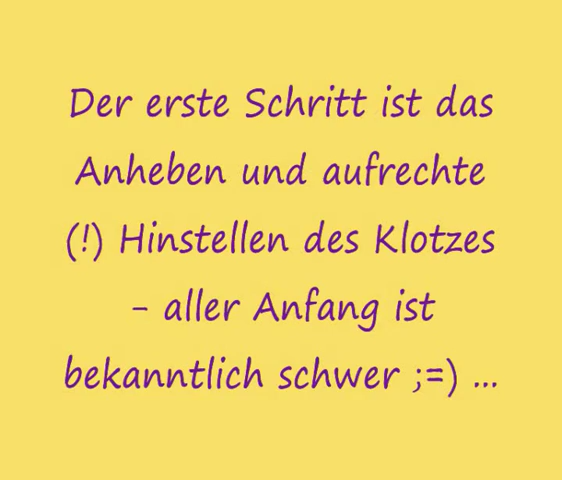 Der erste Schritt ist das
Anheben und aufrechte
(!) Hinstellen des Klotzes
- aller Anfang ist
bekanntlich schwer ;=) ...